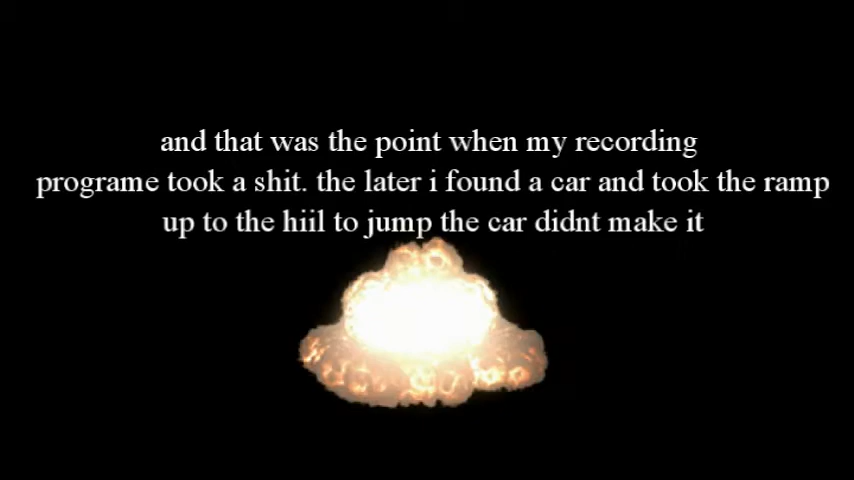 and that was the point when my recording
programe took a shit. the later i found a car and took the ramp
up to the hiil to jump the car didnt make it